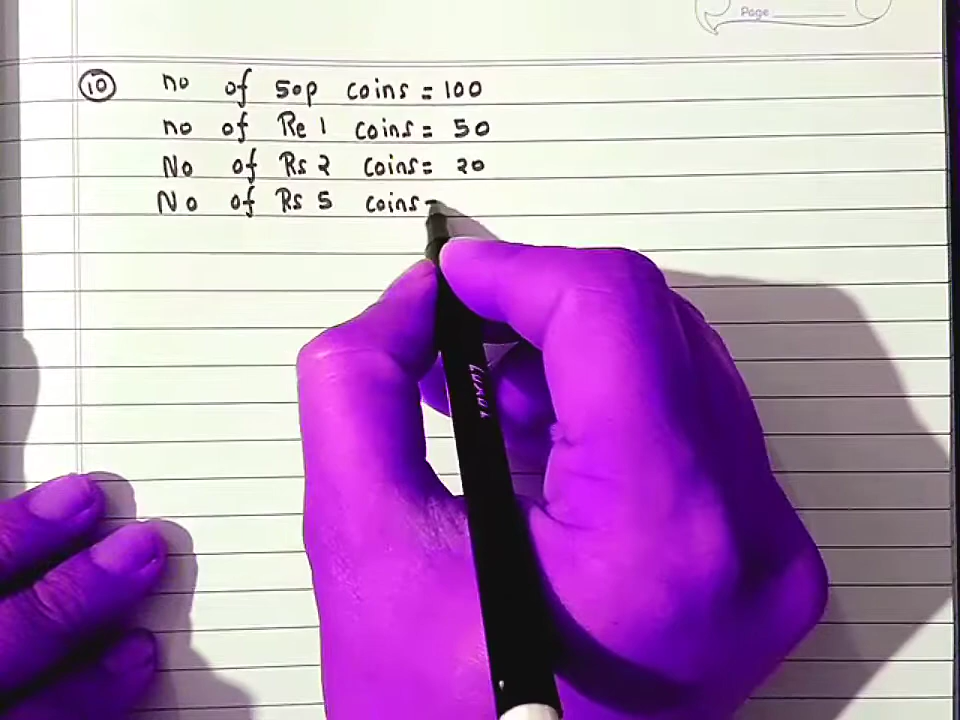 Page
10 no of 50p coins = 100
no of Re 1 coins = 50
No of Rs 2 coins = 20
No of Rs 5 coins =